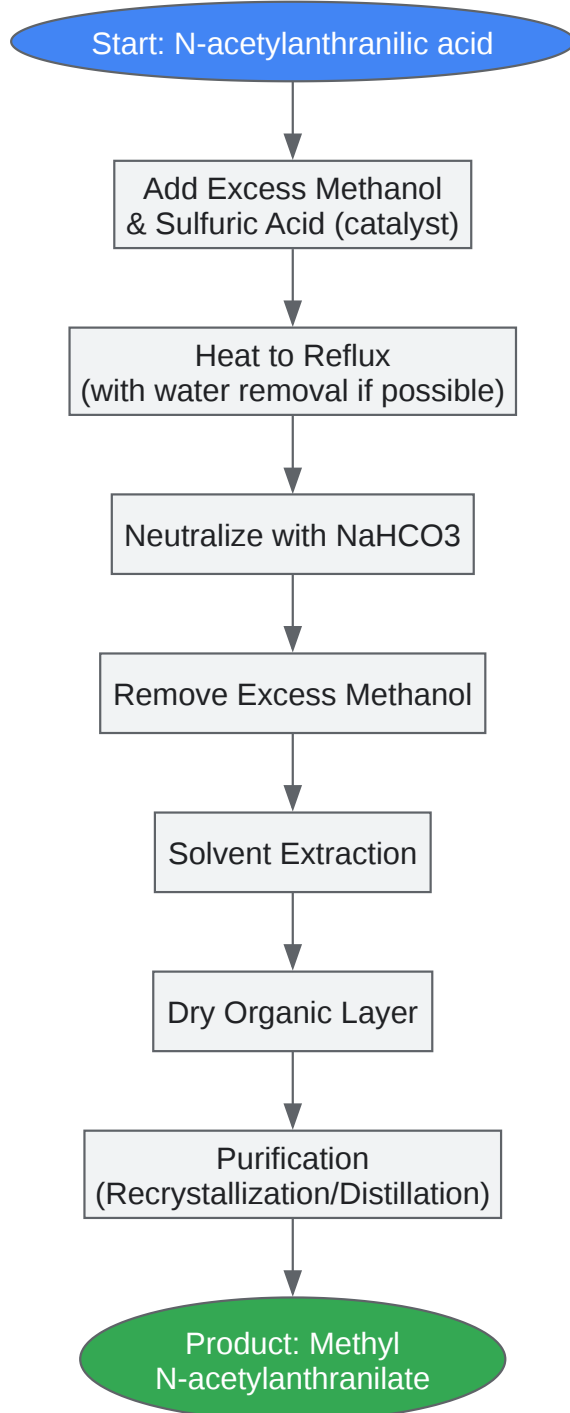 Start: N-acetylanthranilic acid
Add Excess Methanol
& Sulfuric Acid (catalyst)
Heat to Reflux
(with water removal if possible)
Neutralize with NaHCO3
Remove Excess Methanol
Solvent Extraction
Dry Organic Layer
Purification
(Recrystallization/Distillation)
Product: Methyl
N-acetylanthranilate